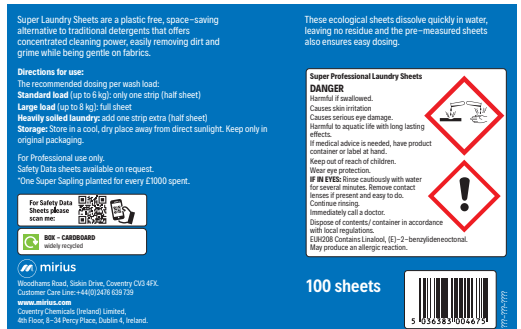 Super Laundry Sheets are a plastic free, space-saving
alternative to traditional detergents that offers
concentrated cleaning power, easily removing dirt and
grime while being gentle on fabrics.
Directions for use:
The recommended dosing per wash load:
Standard load (up to 6 kg): only one strip (half sheet)
Large load (up to 8 kg): full sheet
Heavily soiled laundry: add one strip extra (half sheet)
Storage: Store in a cool, dry place away from direct sunlight. Keep only in
original packaging.
For Professional use only.
Safety Data sheets available on request.
*One Super Sapling planted for every £1000 spent.
For Safety Data
Sheets please
scan me:
BOX - CARDBOARD
widely recycled
mirius
Woodhams Road, Siskin Drive, Coventry CV3 4FX.
Customer Care Line:+44(0)2476 639 739
www.mirius.com
Coventry Chemicals (Ireland) Limited,
4th Floor, 8-34 Percy Place, Dublin 4, Ireland.
These ecological sheets dissolve quickly in water,
leaving no residue and the pre-measured sheets
also ensures easy dosing.
Super Professional Laundry Sheets
DANGER
Harmful if swallowed.
Causes skin irritation
Causes serious eye damage.
Harmful to aquatic life with long lasting
effects.
If medical advice is needed, have product
container or label at hand.
Keep out of reach of children.
Wear eye protection.
IF IN EYES: Rinse cautiously with water
for several minutes. Remove contact
lenses if present and easy to do.
Continue rinsing.
Immediately call a doctor.
Dispose of contents/ container in accordance
with local regulations.
EUH208 Contains Linalool, (E)-2-benzylideneoctonal.
May produce an allergic reaction.
100 sheets
5 036383 004675
???-???-????